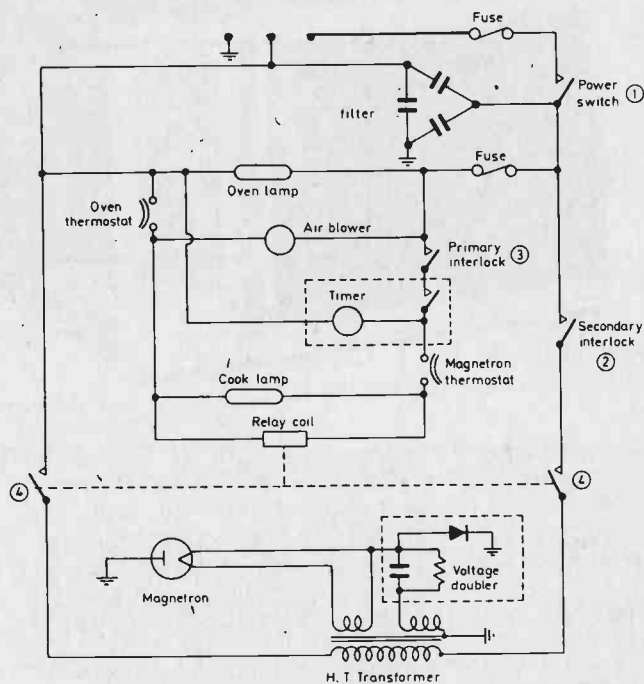 Fuse
Power
switch
①
filter
Fuse
Oven lamp
Oven
thermostat
Air blower
Primary
interlock
③
Timer
Secondary
interlock
②
Magnetron
thermostat
Cook lamp
Relay coil
④
④
Voltage
doubler
Magnetron
H.T Transformer